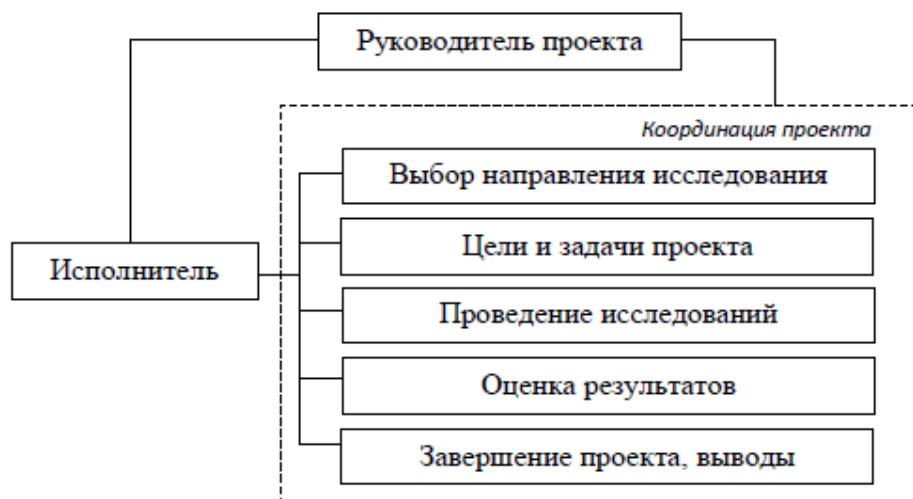 Руководитель проекта
Координация проекта
Выбор направления исследования
Цели и задачи проекта
Исполнитель
Проведение исследований
Оценка результатов
Завершение проекта, выводы